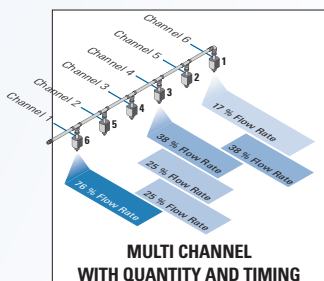 Channel 6
Channel 5
Channel 4
Channel 3
Channel 2
Channel 1
1
2
3
4
5
6
17 % Flow Rate
38 % Flow Rate
38 % Flow Rate
25 % Flow Rate
76 % Flow Rate
25 % Flow Rate
MULTI CHANNEL
WITH QUANTITY AND TIMING